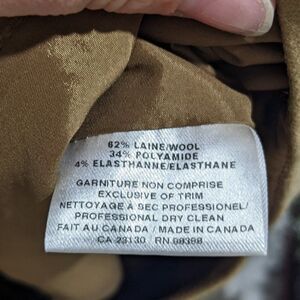 62% LAINE/WOOL
34% POLYAMIDE
4% ELASTHANNE/ELASTHANE
GARNITURE NON COMPRISE
EXCLUSIVE OF TRIM
NETTOYAGE À SEC PROFESSIONEL/
PROFESSIONAL DRY CLEAN
FAIT AU CANADA / MADE IN CANADA
CA 23130 / RN 98398